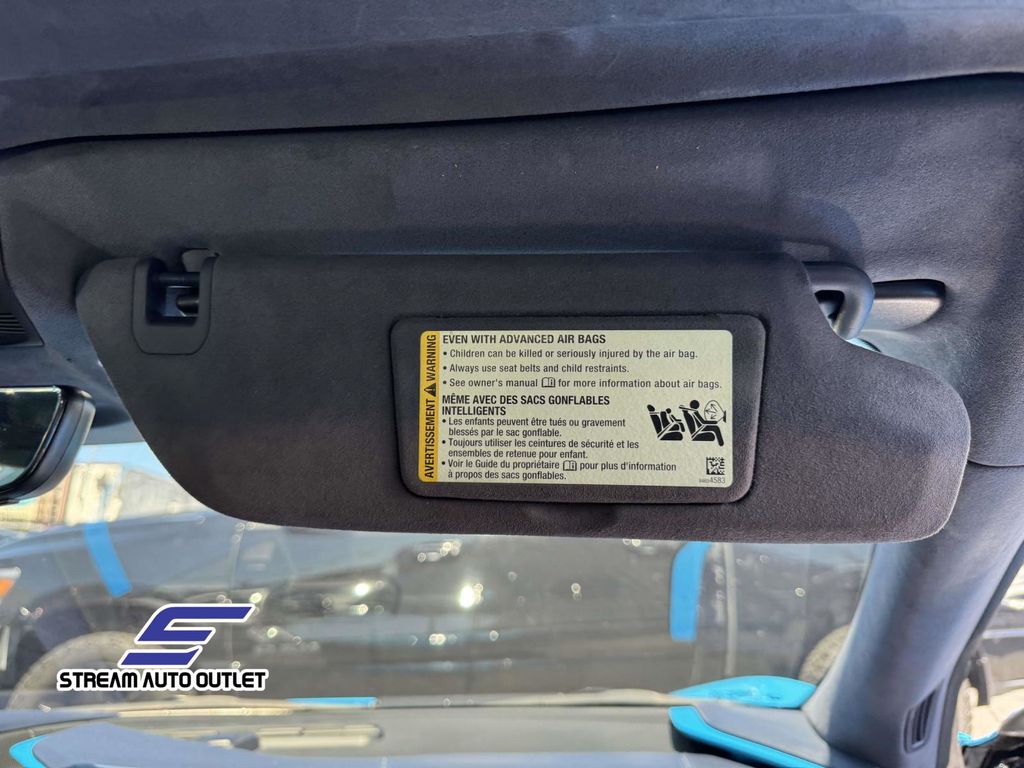 AVERTISSEMENT WARNING
EVEN WITH ADVANCED AIR BAGS
• Children can be killed or seriously injured by the air bag.
• Always use seat belts and child restraints.
• See owner's manual for more information about air bags.
MÊME AVEC DES SACS GONFLABLES
INTELLIGENTS
• Les enfants peuvent être tués ou gravement
blessés par le sac gonflable.
• Toujours utiliser les ceintures de sécurité et les
ensembles de retenue pour enfant.
• Voir le Guide du propriétaire pour plus d'information
à propos des sacs gonflables.
STREAM AUTO OUTLET